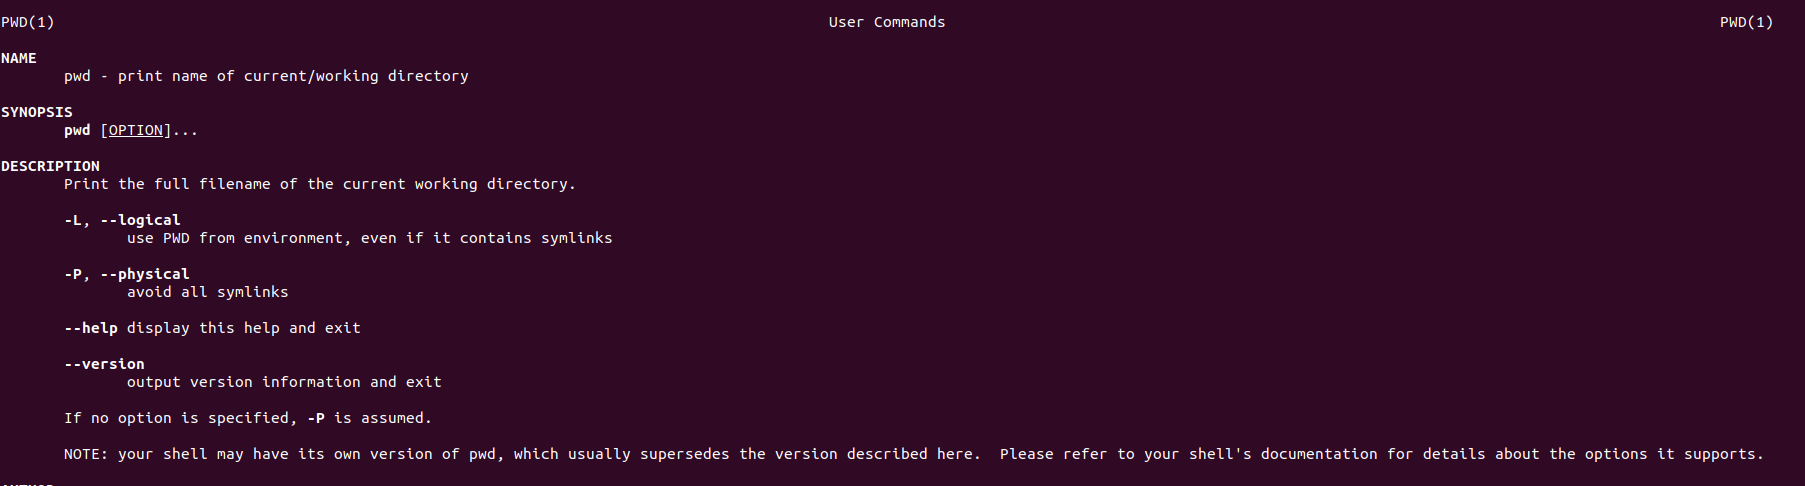 PWD(1) User Commands PWD(1)
NAME
pwd - print name of current/working directory
SYNOPSIS
pwd [OPTION]...
DESCRIPTION
Print the full filename of the current working directory.
-L, --logical
use PWD from environment, even if it contains symlinks
-P, --physical
avoid all symlinks
--help display this help and exit
--version
output version information and exit
If no option is specified, -P is assumed.
NOTE: your shell may have its own version of pwd, which usually supersedes the version described here.  Please refer to your shell's documentation for details about the options it supports.